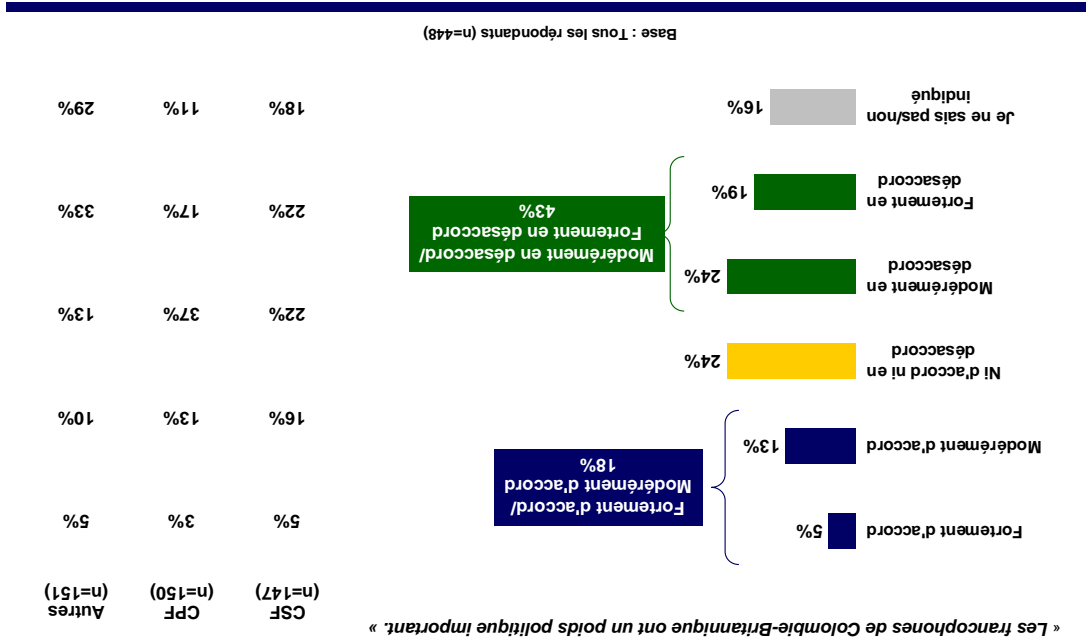 « Les francophones de Colombie-Britannique ont un poids politique important. »
CSF
(n=147)
CPF
(n=150)
Autres
(n=151)
Fortement d'accord
5%
Modérément d'accord
13%
Fortement d'accord/
Modérément d'accord
18%
Ni d'accord ni en
désaccord
24%
Modérément en
désaccord
24%
Fortement en
désaccord
19%
Modérément en désaccord/
Fortement en désaccord
43%
Je ne sais pas/non
indiqué
16%
5% 3% 5%
16% 13% 10%
22% 37% 13%
22% 17% 33%
18% 11% 29%
Base : Tous les répondants (n=448)